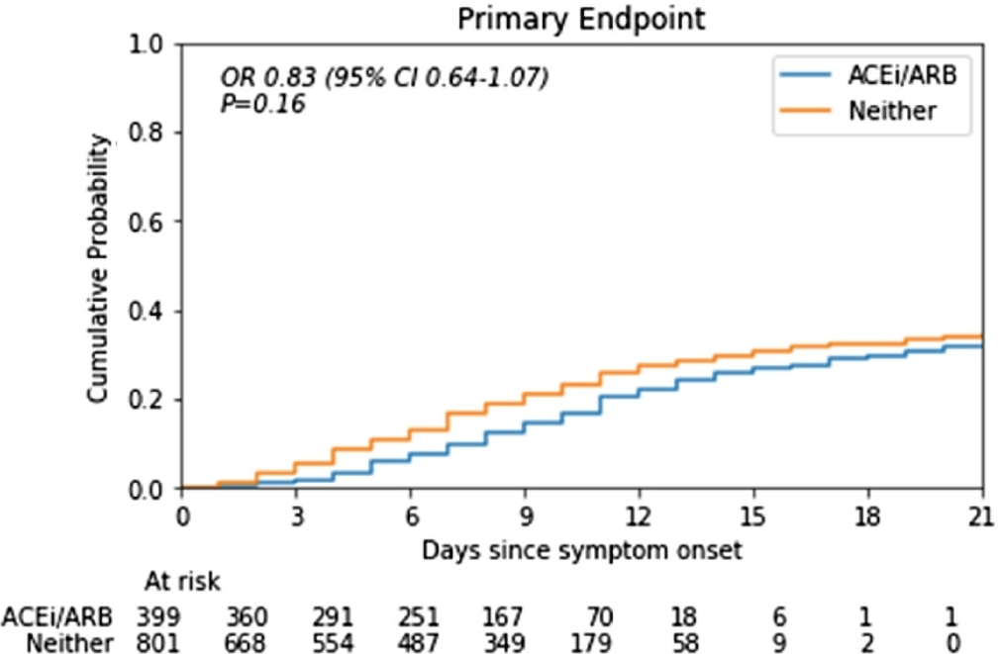 Primary Endpoint
1.0
OR 0.83 (95% CI 0.64-1.07)
P=0.16
ACEi/ARB
Neither
0.8
0.6
0.4
0.2
0.0
Cumulative Probability
0 3 6 9 12 15 18 21
Days since symptom onset
At risk
ACEi/ARB 399 360 291 251 167 70 18 6 1 1
Neither 801 668 554 487 349 179 58 9 2 0